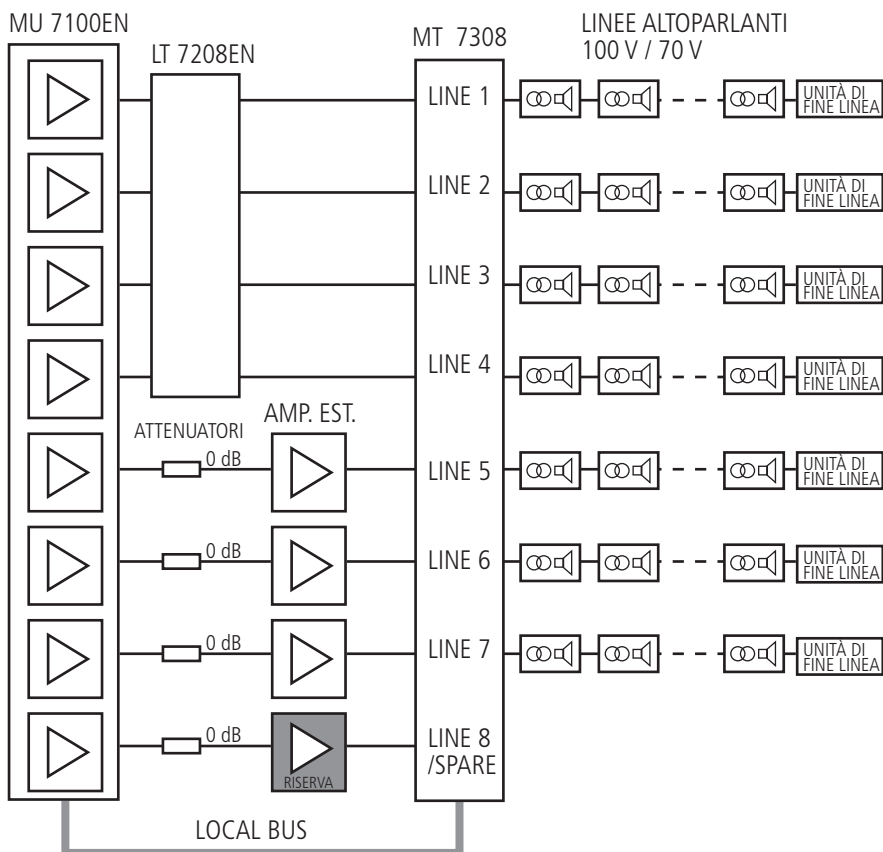 MU 7100EN
LT 7208EN
MT 7308
LINEE ALTOPARLANTI
100 V / 70 V
LINE 1
UNITÀ DI
FINE LINEA
LINE 2
UNITÀ DI
FINE LINEA
LINE 3
UNITÀ DI
FINE LINEA
LINE 4
UNITÀ DI
FINE LINEA
ATTENUATORI
AMP. EST.
0 dB
LINE 5
UNITÀ DI
FINE LINEA
0 dB
LINE 6
UNITÀ DI
FINE LINEA
0 dB
LINE 7
UNITÀ DI
FINE LINEA
0 dB
RISERVA
LINE 8
/SPARE
LOCAL BUS